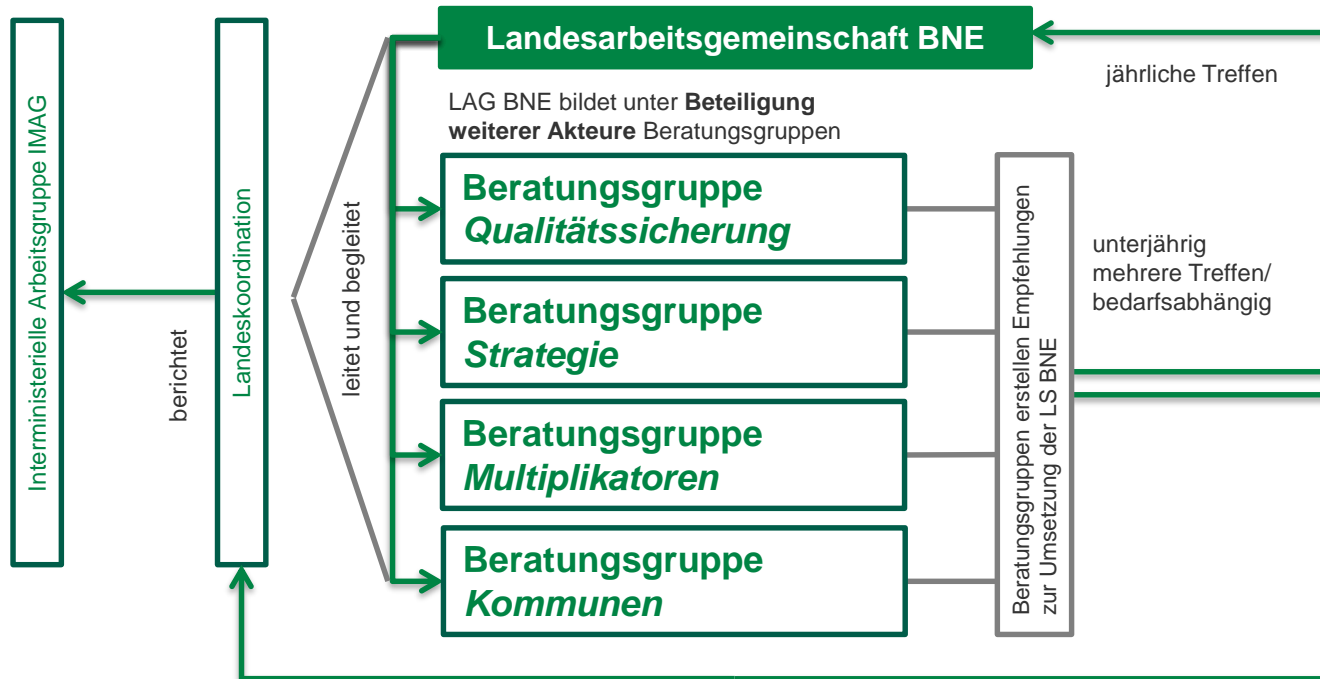 Interministerielle Arbeitsgruppe IMAG
berichtet
Landeskoordination
leitet und begleitet
Landesarbeitsgemeinschaft BNE
LAG BNE bildet unter Beteiligung
weiterer Akteure Beratungsgruppen
Beratungsgruppe
Qualitätssicherung
Beratungsgruppe
Strategie
Beratungsgruppe
Multiplikatoren
Beratungsgruppe
Kommunen
Beratungsgruppen erstellen Empfehlungen
zur Umsetzung der LS BNE
jährliche Treffen
unterjährig
mehrere Treffen/
bedarfsabhängig